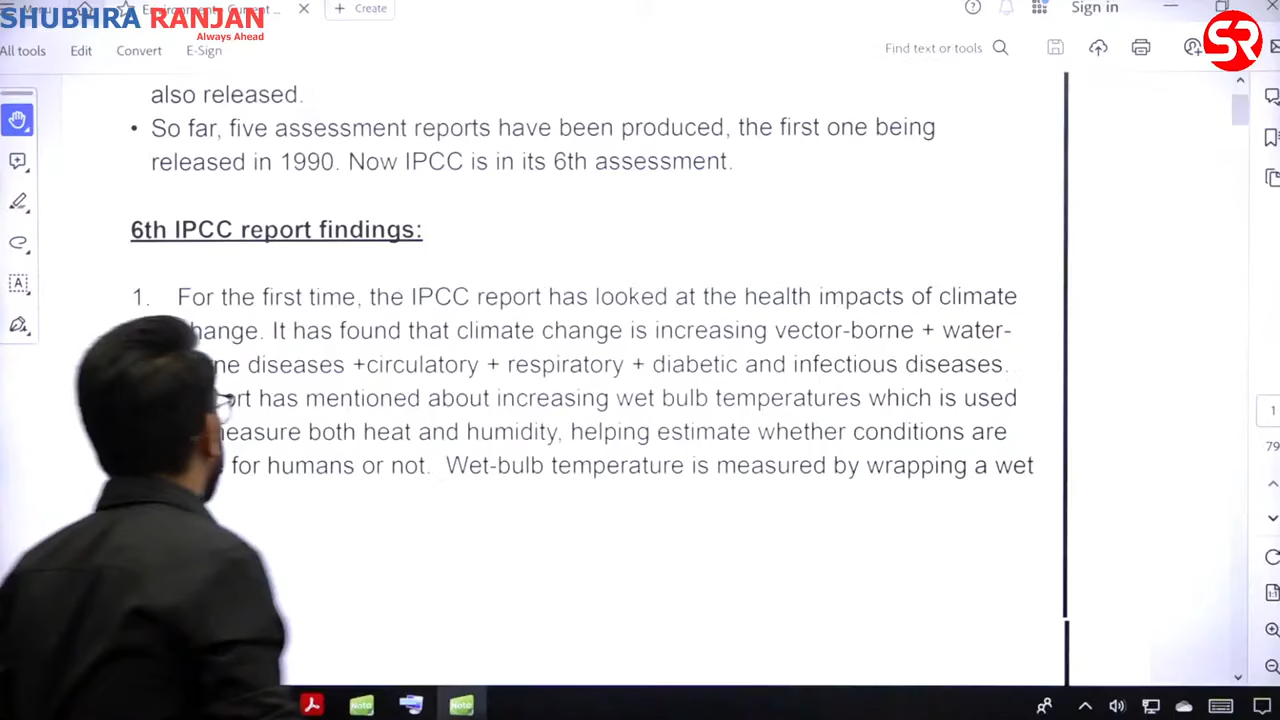 SHUBHRA RANJAN
Always Ahead
Create
Sign in
All tools
Edit
Convert
E-Sign
Find text or tools
SR
also released.
• So far, five assessment reports have been produced, the first one being
released in 1990. Now IPCC is in its 6th assessment.
6th IPCC report findings:
1. For the first time, the IPCC report has looked at the health impacts of climate
hange. It has found that climate change is increasing vector-borne + water-
ne diseases +circulatory + respiratory + diabetic and infectious diseases.
rt has mentioned about increasing wet bulb temperatures which is used
easure both heat and humidity, helping estimate whether conditions are
for humans or not. Wet-bulb temperature is measured by wrapping a wet
1
79
1:1
Note
Note